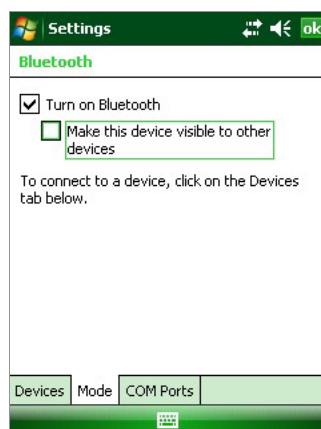 Settings
ok
Bluetooth
Turn on Bluetooth
Make this device visible to other
devices
To connect to a device, click on the Devices
tab below.
Devices Mode COM Ports